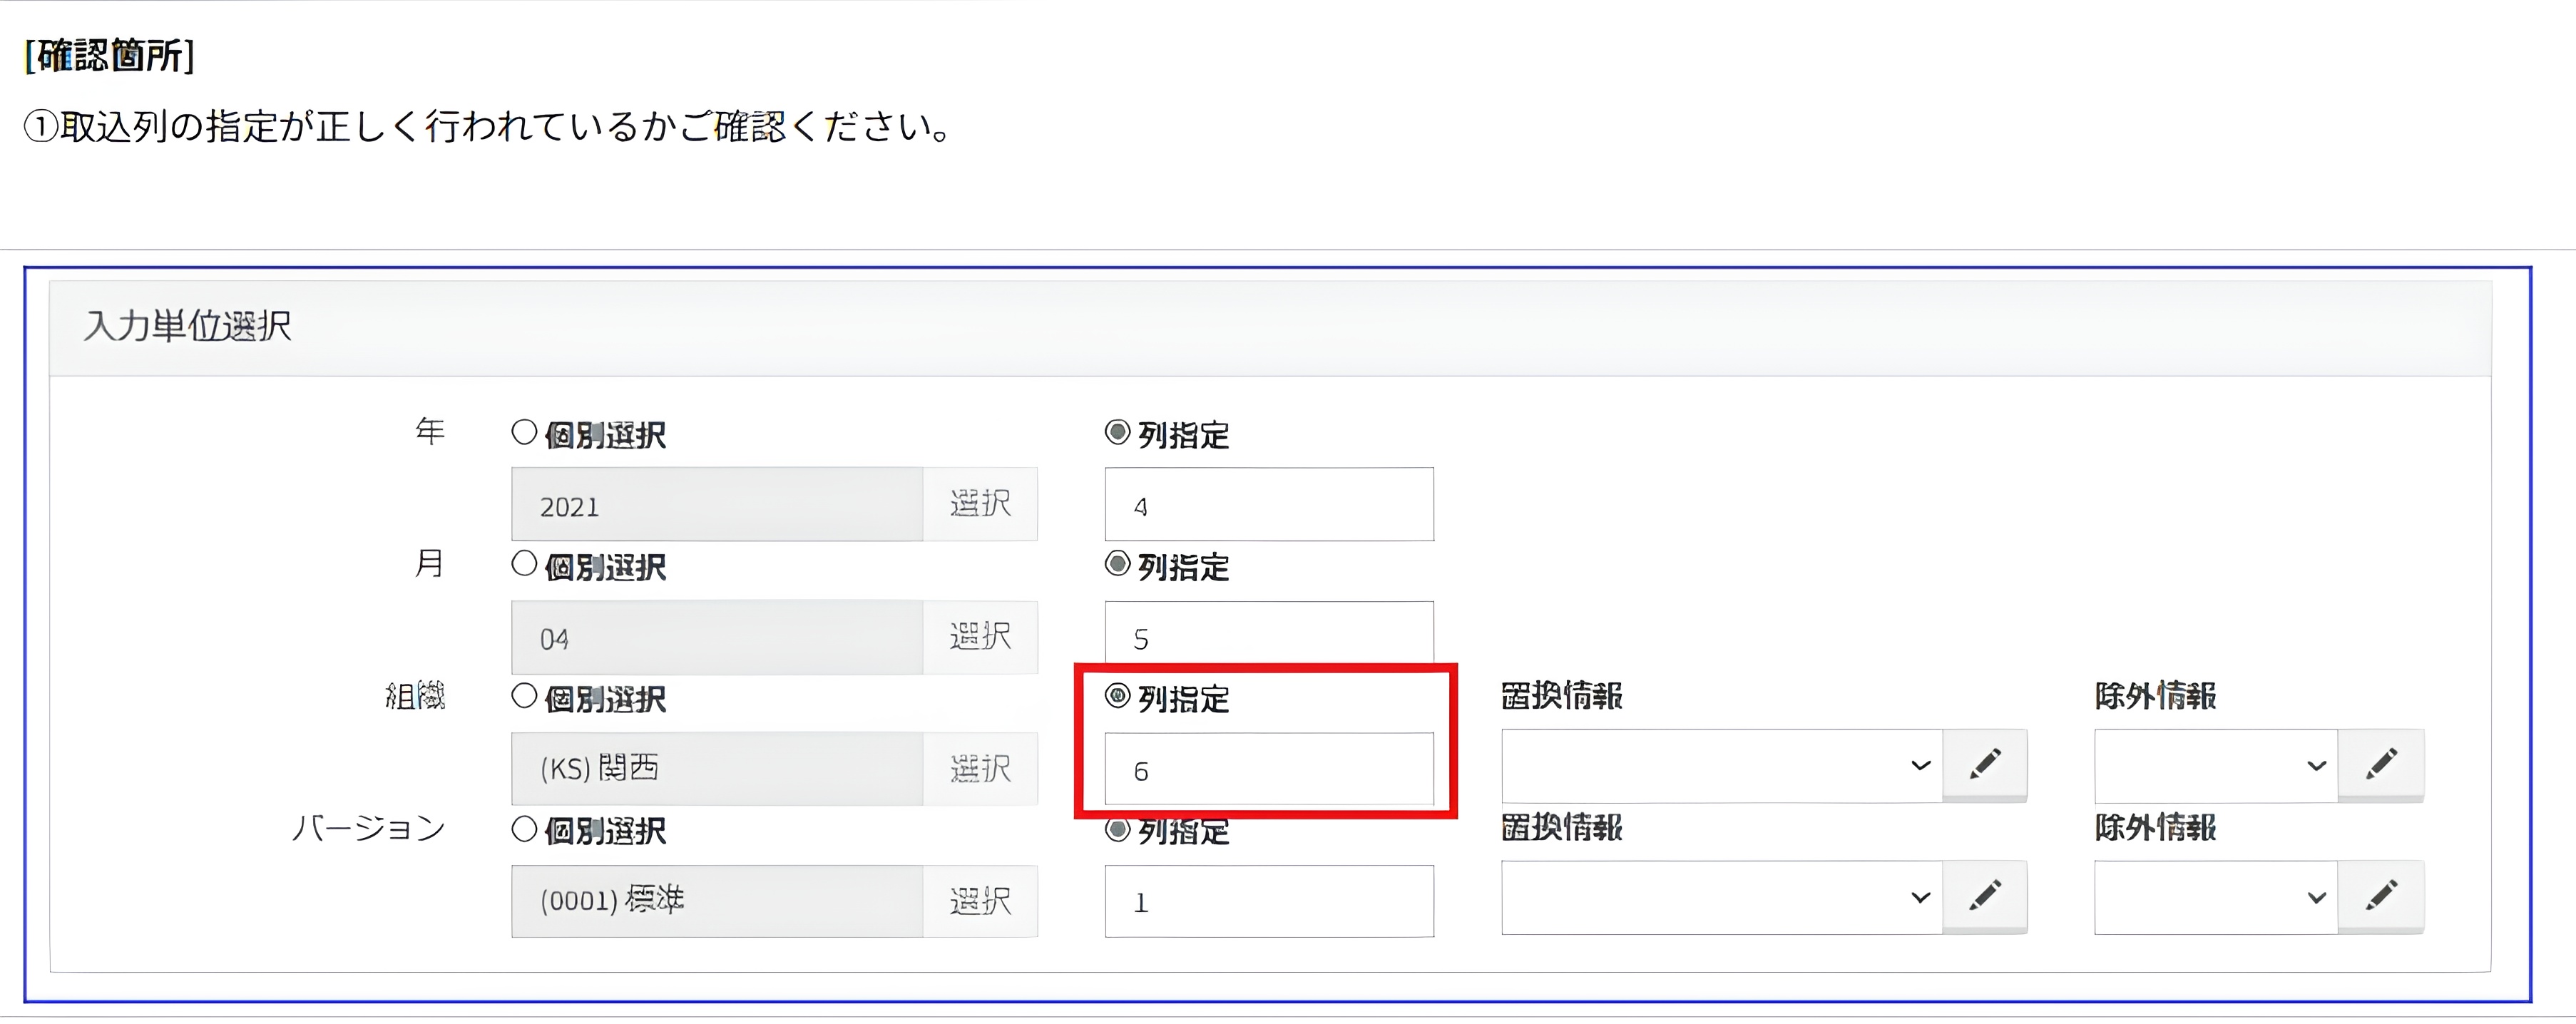 [確認箇所]
①取込列の指定が正しく行われているかご確認ください。
入力単位選択
年 個別選択 列指定
2021 選択 4
月 個別選択 列指定
04 選択 5
組織 個別選択 列指定 置換情報 除外情報
(KS) 関西 選択 6
バージョン 個別選択 列指定 置換情報 除外情報
(0001) 標準 選択 1